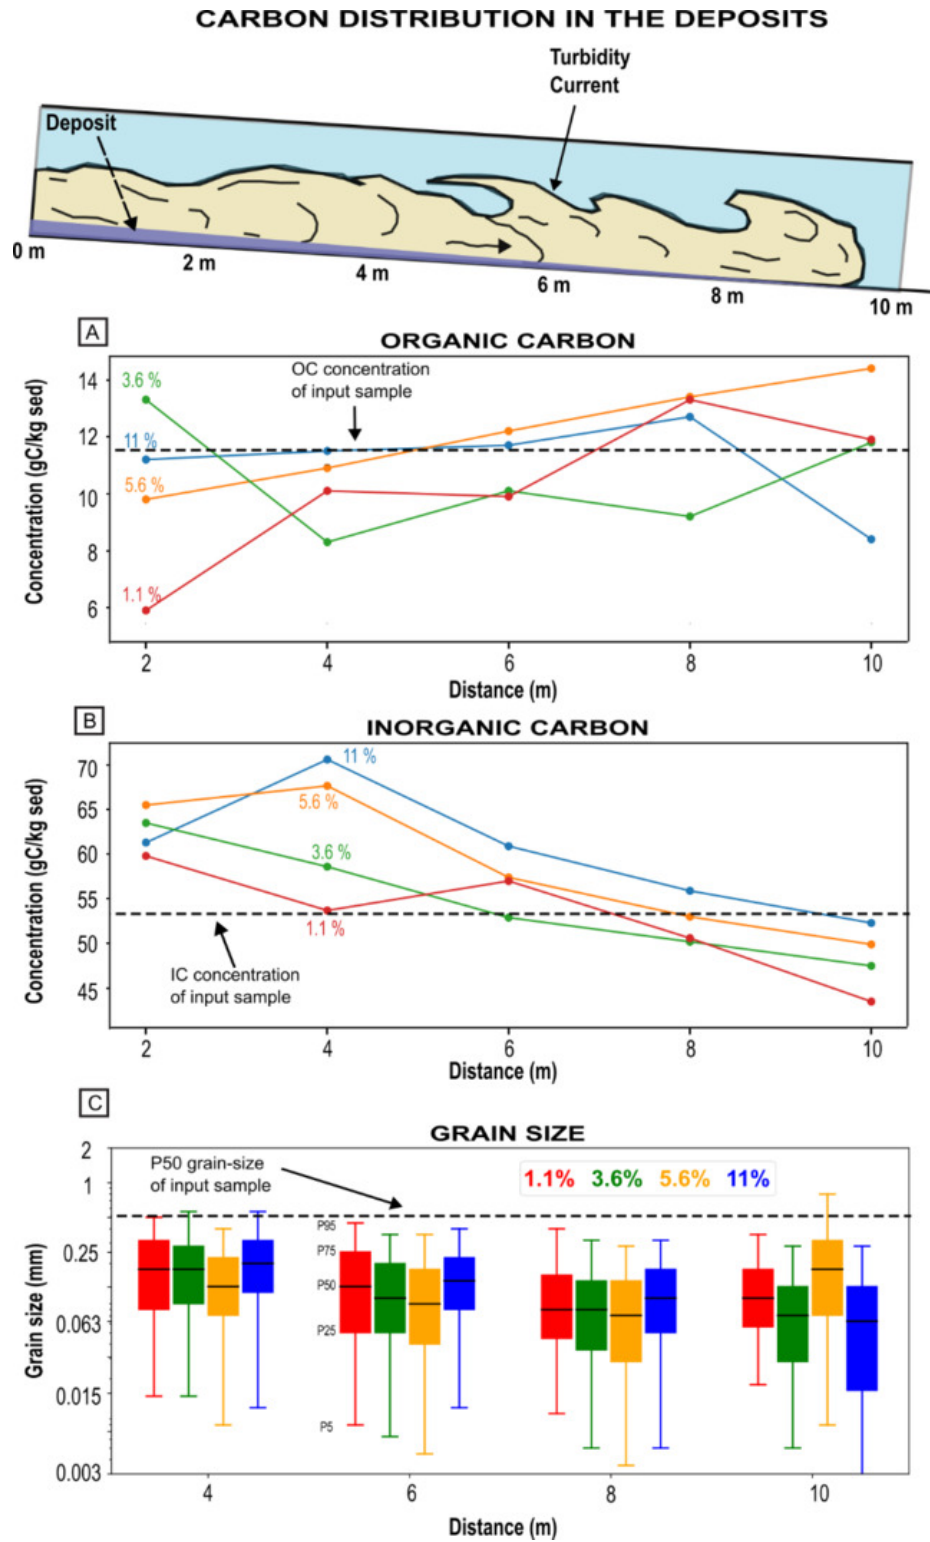 CARBON DISTRIBUTION IN THE DEPOSITS
Turbidity
Current
Deposit
0 m
2 m
4 m
6 m
8 m
10 m
A
ORGANIC CARBON
OC concentration
of input sample
3.6 %
11 %
5.6 %
1.1 %
Concentration (gC/kg sed)
14
12
10
8
6
2
4
6
8
10
Distance (m)
B
INORGANIC CARBON
11 %
5.6 %
3.6 %
1.1 %
IC concentration
of input sample
Concentration (gC/kg sed)
70
65
60
55
50
45
2
4
6
8
10
Distance (m)
C
GRAIN SIZE
P50 grain-size
of input sample
1.1% 3.6% 5.6% 11%
P95
P75
P50
P25
P5
Grain size (mm)
2
1
0.25
0.063
0.015
0.003
4
6
8
10
Distance (m)